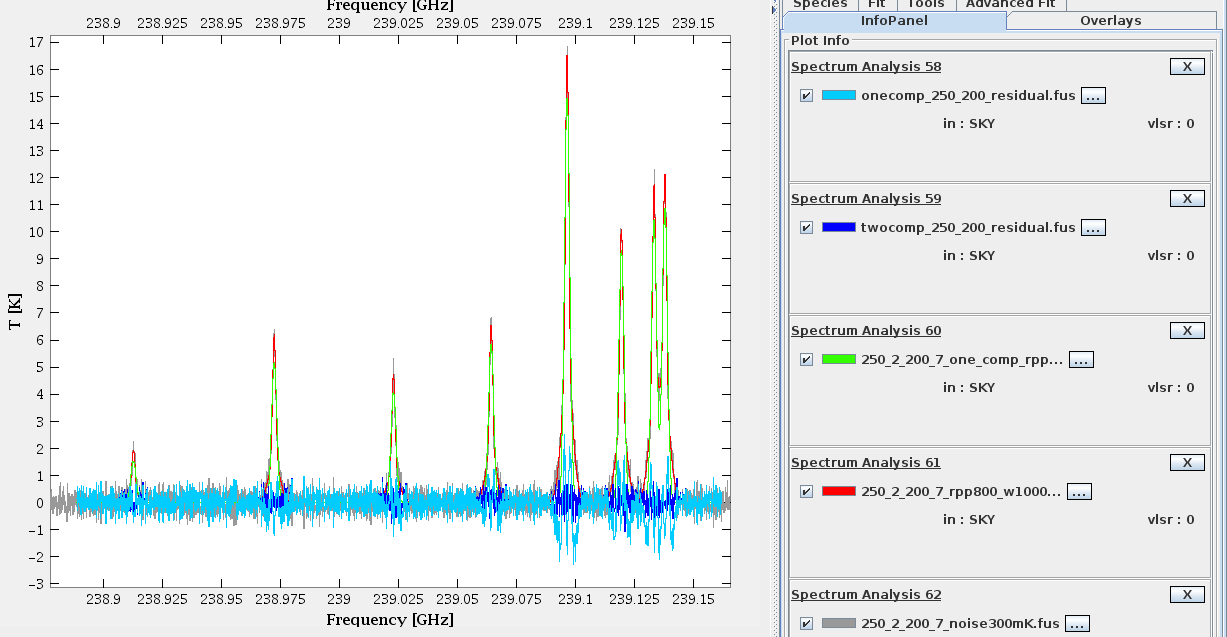 Frequency [GHz]
238.9 238.925 238.95 238.975 239 239.025 239.05 239.075 239.1 239.125 239.15
17
16
15
14
13
12
11
10
9
8
7
6
5
4
3
2
1
0
-1
-2
-3
T [K]
238.9 238.925 238.95 238.975 239 239.025 239.05 239.075 239.1 239.125 239.15
Frequency [GHz]
Species Fit Tools Advanced Fit
InfoPanel Overlays
Plot Info
Spectrum Analysis 58 X
onecomp_250_200_residual.fus ...
in : SKY vlsr : 0
Spectrum Analysis 59 X
twocomp_250_200_residual.fus ...
in : SKY vlsr : 0
Spectrum Analysis 60 X
250_2_200_7_one_comp_rpp... ...
in : SKY vlsr : 0
Spectrum Analysis 61 X
250_2_200_7_rpp800_w1000... ...
in : SKY vlsr : 0
Spectrum Analysis 62 X
250_2_200_7_noise300mK.fus ...